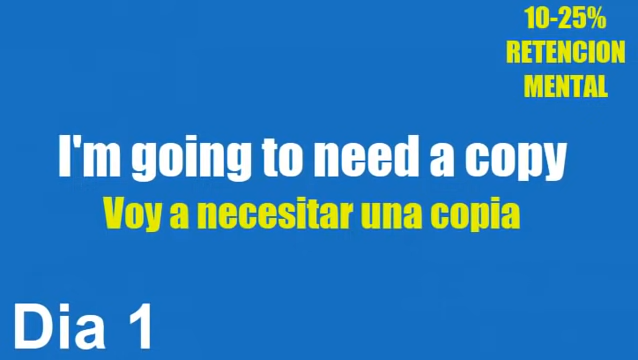 10-25%
RETENCION
MENTAL
I'm going to need a copy
Voy a necesitar una copia
Dia 1